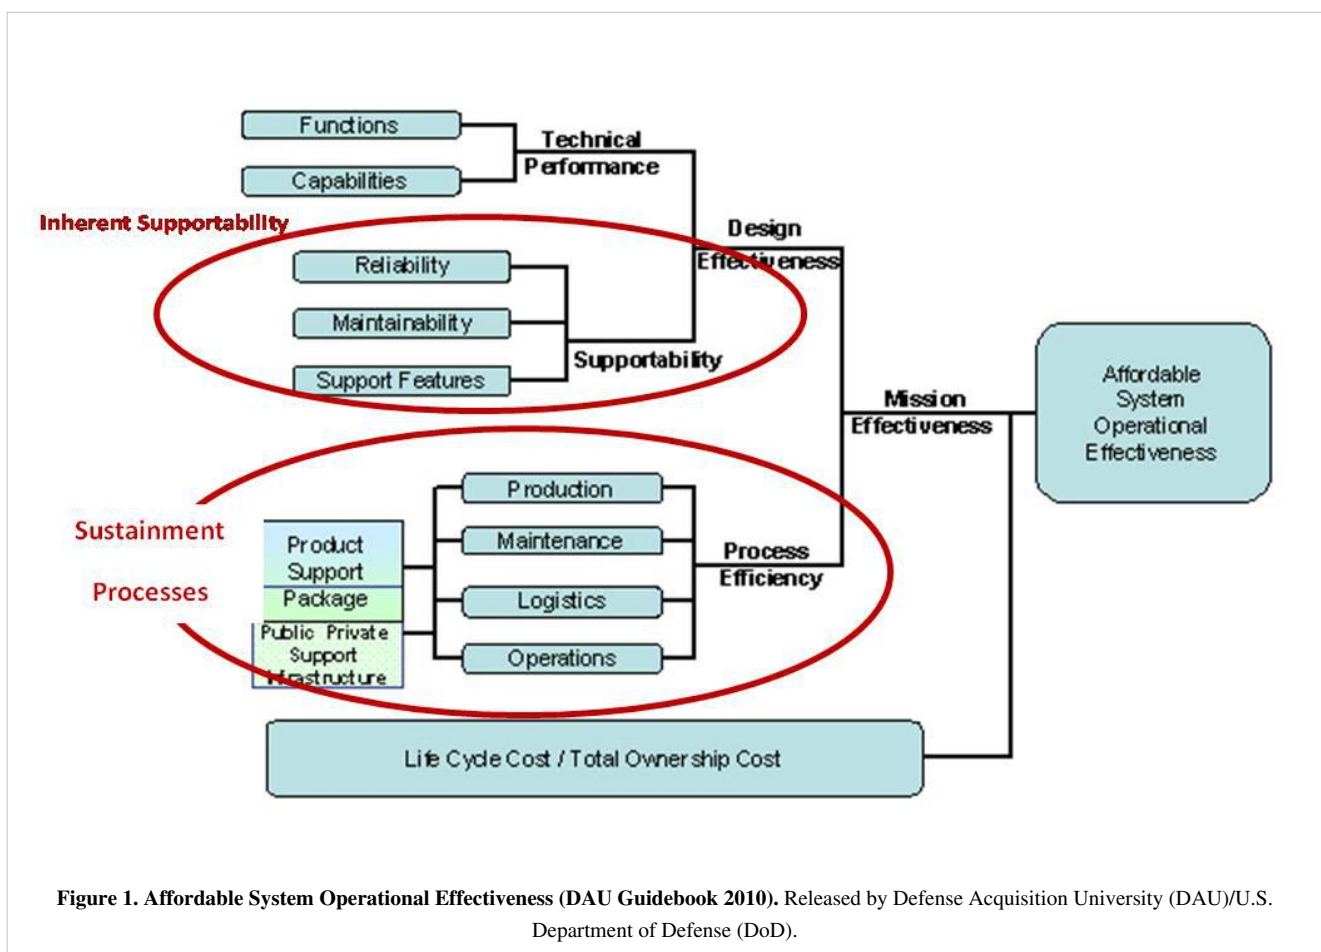 Functions
Capabilities
Technical
Performance
Inherent Supportability
Reliability
Maintainability
Support Features
Supportability
Design
Effectiveness
Mission
Effectiveness
Affordable
System
Operational
Effectiveness
Sustainment
Processes
Product
Support
Package
Public Private
Support
Infrastructure
Production
Maintenance
Logistics
Operations
Process
Efficiency
Life Cycle Cost / Total Ownership Cost
Figure 1. Affordable System Operational Effectiveness (DAU Guidebook 2010). Released by Defense Acquisition University (DAU)/U.S.
Department of Defense (DoD).